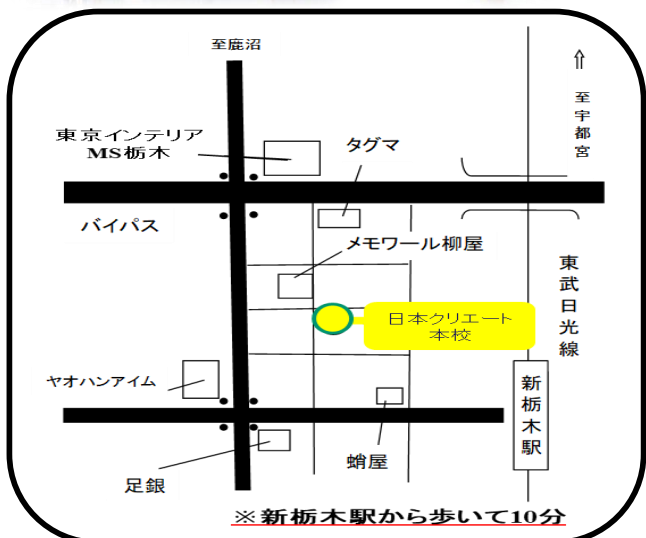 至鹿沼
至宇都宮
東京インテリア
MS栃木
タグマ
バイパス
メモワール柳屋
東武日光線
日本クリエート
本校
ヤオハンアイム
新栃木駅
蛸屋
足銀
※新栃木駅から歩いて10分